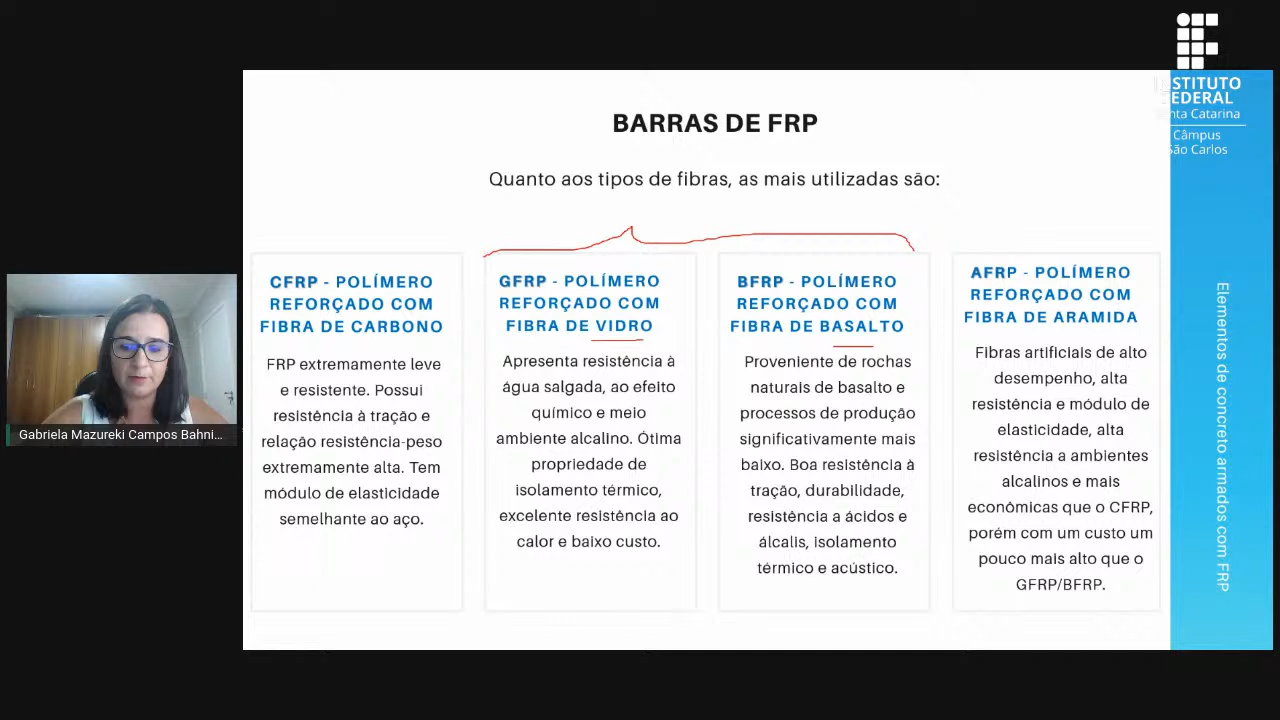 INSTITUTO
FEDERAL
Santa Catarina
Câmpus
São Carlos
BARRAS DE FRP
Quanto aos tipos de fibras, as mais utilizadas são:
CFRP - POLÍMERO
REFORÇADO COM
FIBRA DE CARBONO
FRP extremamente leve
e resistente. Possui
resistência à tração e
relação resistência-peso
extremamente alta. Tem
módulo de elasticidade
semelhante ao aço.
GFRP - POLÍMERO
REFORÇADO COM
FIBRA DE VIDRO
Apresenta resistência à
água salgada, ao efeito
químico e meio
ambiente alcalino. Ótima
propriedade de
isolamento térmico,
excelente resistência ao
calor e baixo custo.
BFRP - POLÍMERO
REFORÇADO COM
FIBRA DE BASALTO
Proveniente de rochas
naturais de basalto e
processos de produção
significativamente mais
baixo. Boa resistência à
tração, durabilidade,
resistência a ácidos e
álcalis, isolamento
térmico e acústico.
AFRP - POLÍMERO
REFORÇADO COM
FIBRA DE ARAMIDA
Fibras artificiais de alto
desempenho, alta
resistência e módulo de
elasticidade, alta
resistência a ambientes
alcalinos e mais
econômicas que o CFRP,
porém com um custo um
pouco mais alto que o
GFRP/BFRP.
Elementos de concreto armados com FRP
Gabriela Mazureki Campos Bahni...